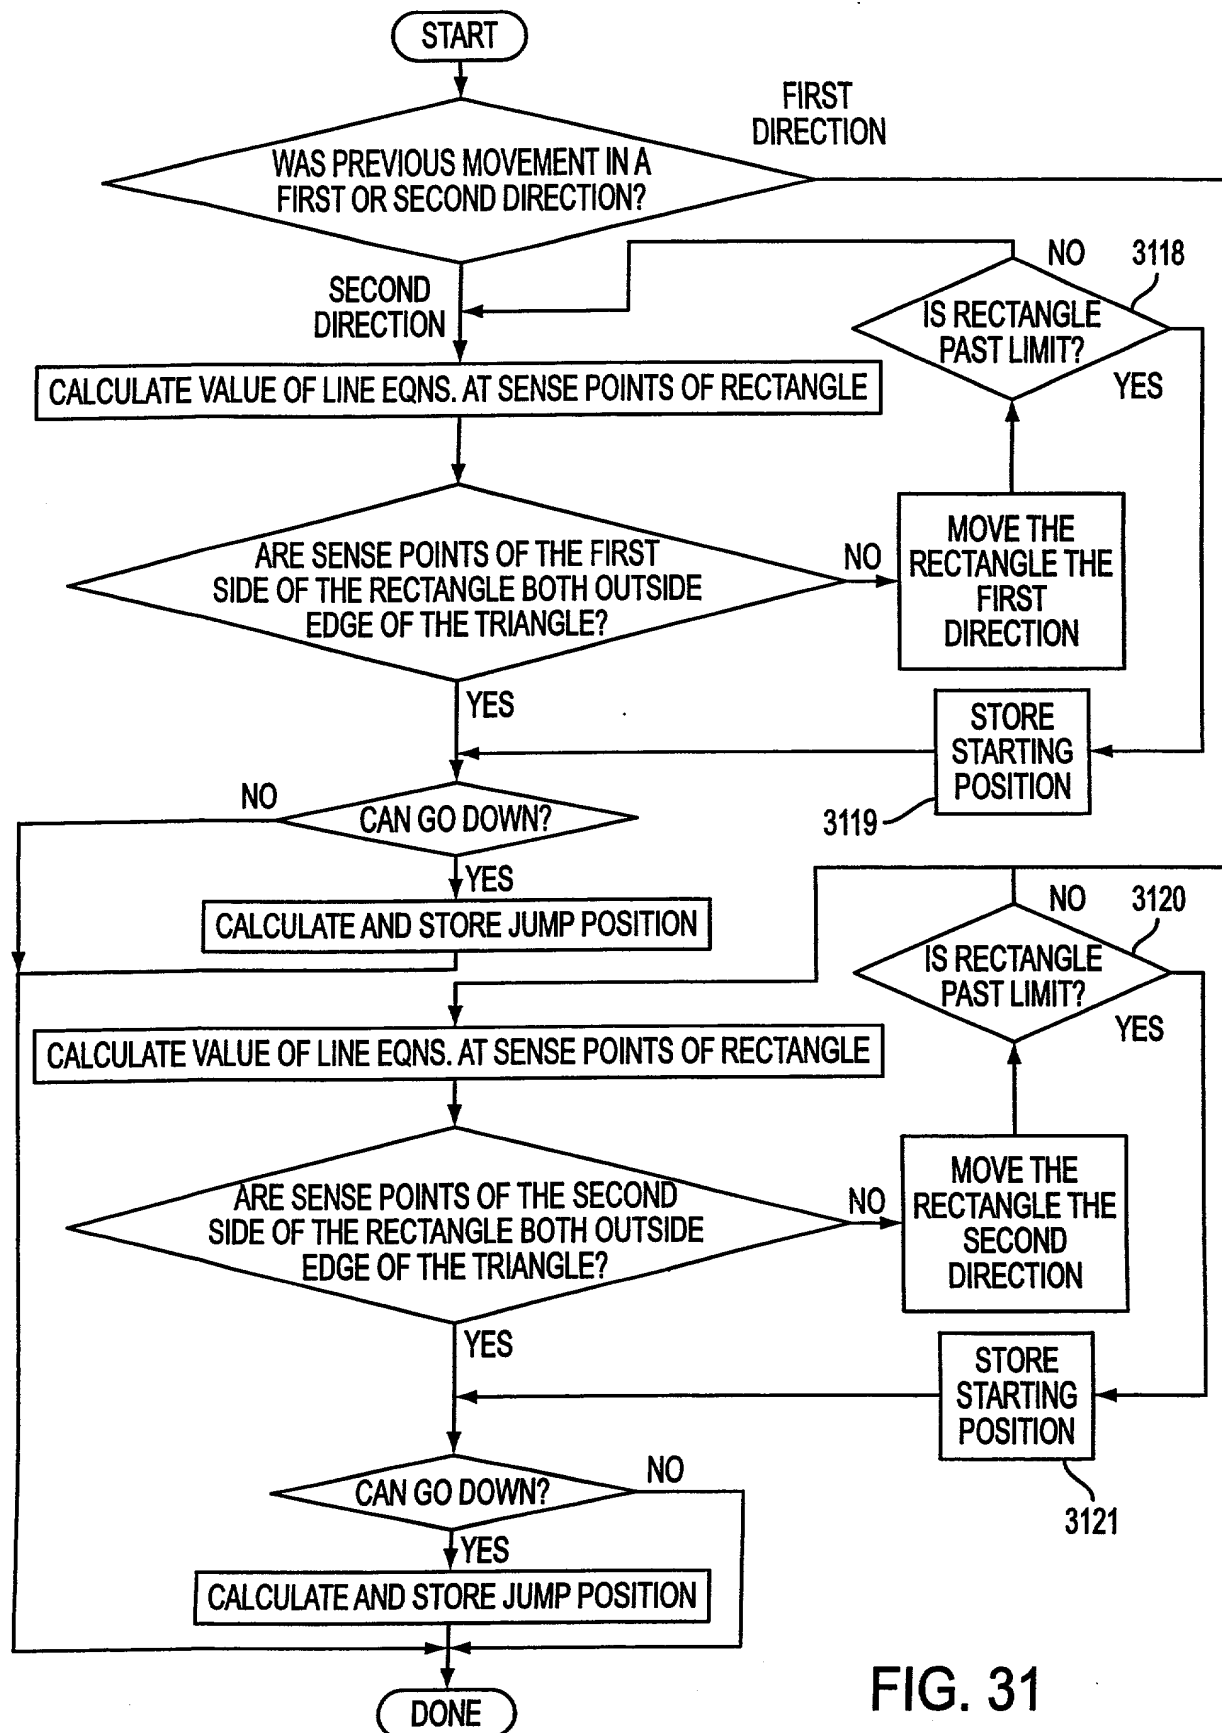 START
FIRST
DIRECTION
WAS PREVIOUS MOVEMENT IN A
FIRST OR SECOND DIRECTION?
NO
3118
SECOND
DIRECTION
IS RECTANGLE
PAST LIMIT?
YES
CALCULATE VALUE OF LINE EQNS. AT SENSE POINTS OF RECTANGLE
ARE SENSE POINTS OF THE FIRST
SIDE OF THE RECTANGLE BOTH OUTSIDE
EDGE OF THE TRIANGLE?
NO
MOVE THE
RECTANGLE THE
FIRST
DIRECTION
YES
STORE
STARTING
POSITION
3119
NO
CAN GO DOWN?
YES
CALCULATE AND STORE JUMP POSITION
NO
3120
IS RECTANGLE
PAST LIMIT?
YES
CALCULATE VALUE OF LINE EQNS. AT SENSE POINTS OF RECTANGLE
ARE SENSE POINTS OF THE SECOND
SIDE OF THE RECTANGLE BOTH OUTSIDE
EDGE OF THE TRIANGLE?
NO
MOVE THE
RECTANGLE THE
SECOND
DIRECTION
YES
STORE
STARTING
POSITION
3121
CAN GO DOWN?
NO
YES
CALCULATE AND STORE JUMP POSITION
DONE
FIG. 31